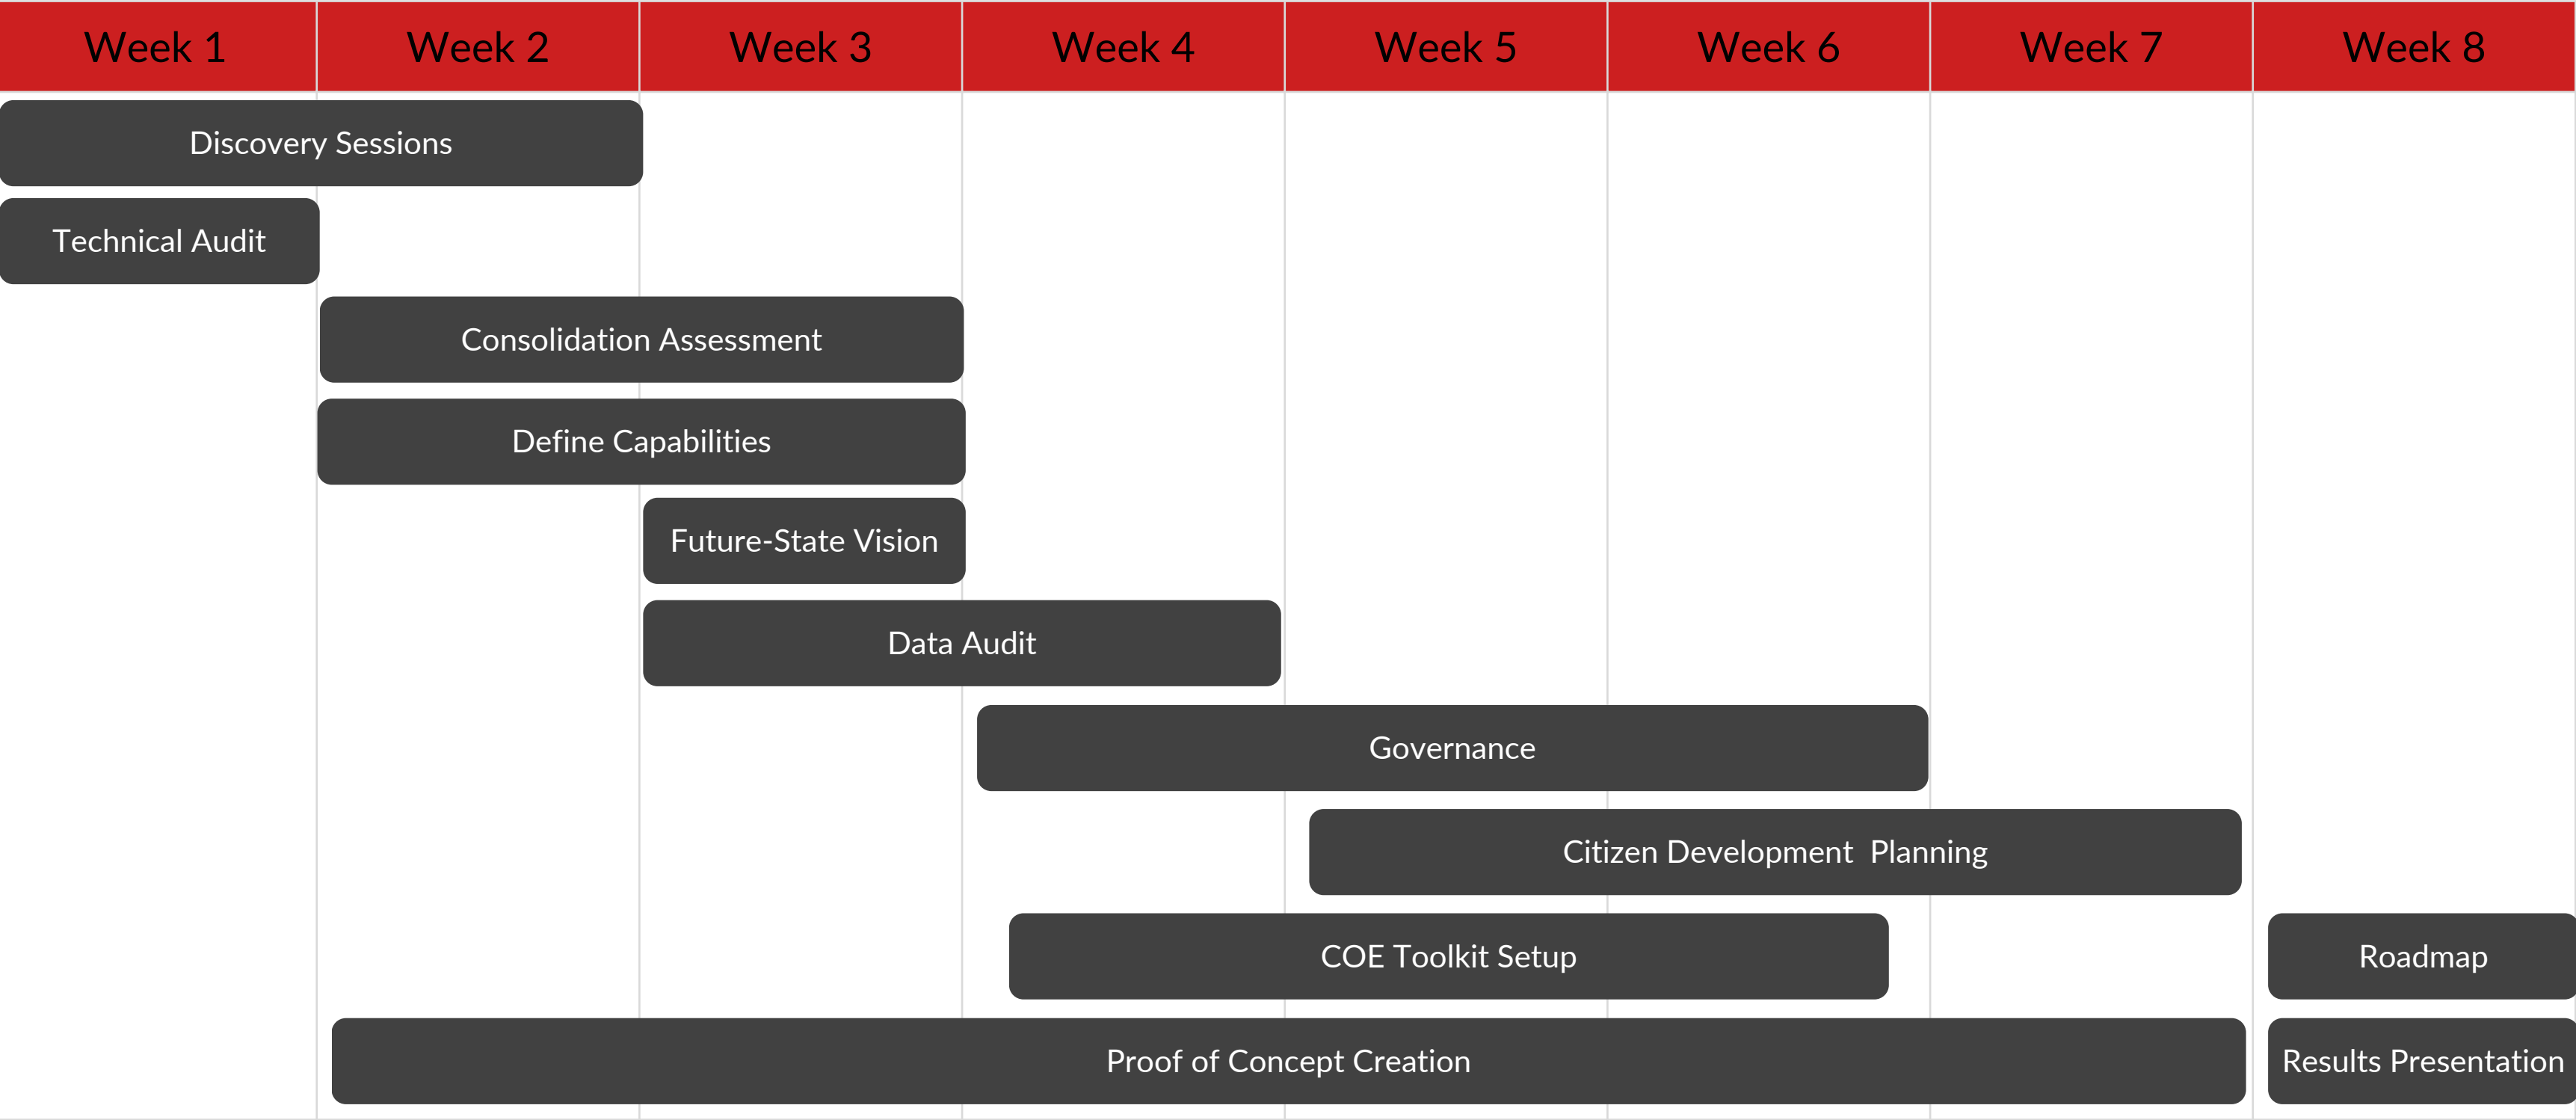 Week 1 Week 2 Week 3 Week 4 Week 5 Week 6 Week 7 Week 8
Discovery Sessions
Technical Audit
Consolidation Assessment
Define Capabilities
Future-State Vision
Data Audit
Governance
Citizen Development  Planning
COE Toolkit Setup Roadmap
Proof of Concept Creation Results Presentation